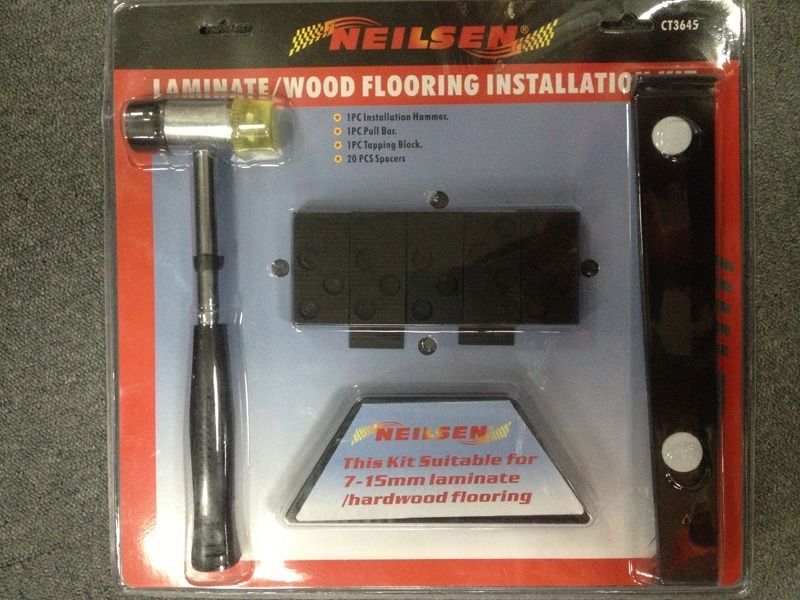 NEILSEN®
CT3645
LAMINATE/WOOD FLOORING INSTALLATION KIT
1PC Installation Hammer.
1PC Pull Bar.
1PC Tapping Block.
20 PCS Spacers
NEILSEN
This Kit Suitable for
7-15mm laminate
/hardwood flooring